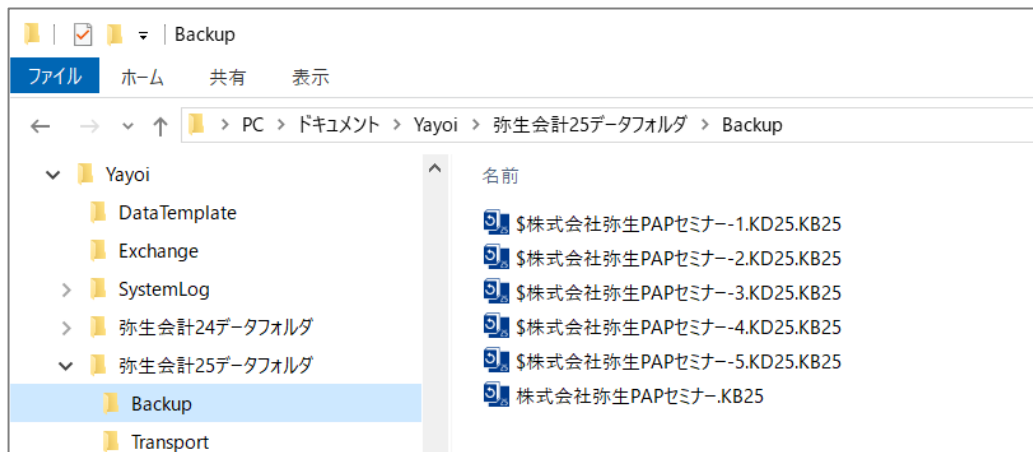 Backup
ファイル ホーム 共有 表示
PC > ドキュメント > Yayoi > 弥生会計25データフォルダ > Backup
Yayoi
DataTemplate
Exchange
SystemLog
弥生会計24データフォルダ
弥生会計25データフォルダ
Backup
Transport
名前
$株式会社弥生PAPセミナー-1.KD25.KB25
$株式会社弥生PAPセミナー-2.KD25.KB25
$株式会社弥生PAPセミナー-3.KD25.KB25
$株式会社弥生PAPセミナー-4.KD25.KB25
$株式会社弥生PAPセミナー-5.KD25.KB25
株式会社弥生PAPセミナー.KB25